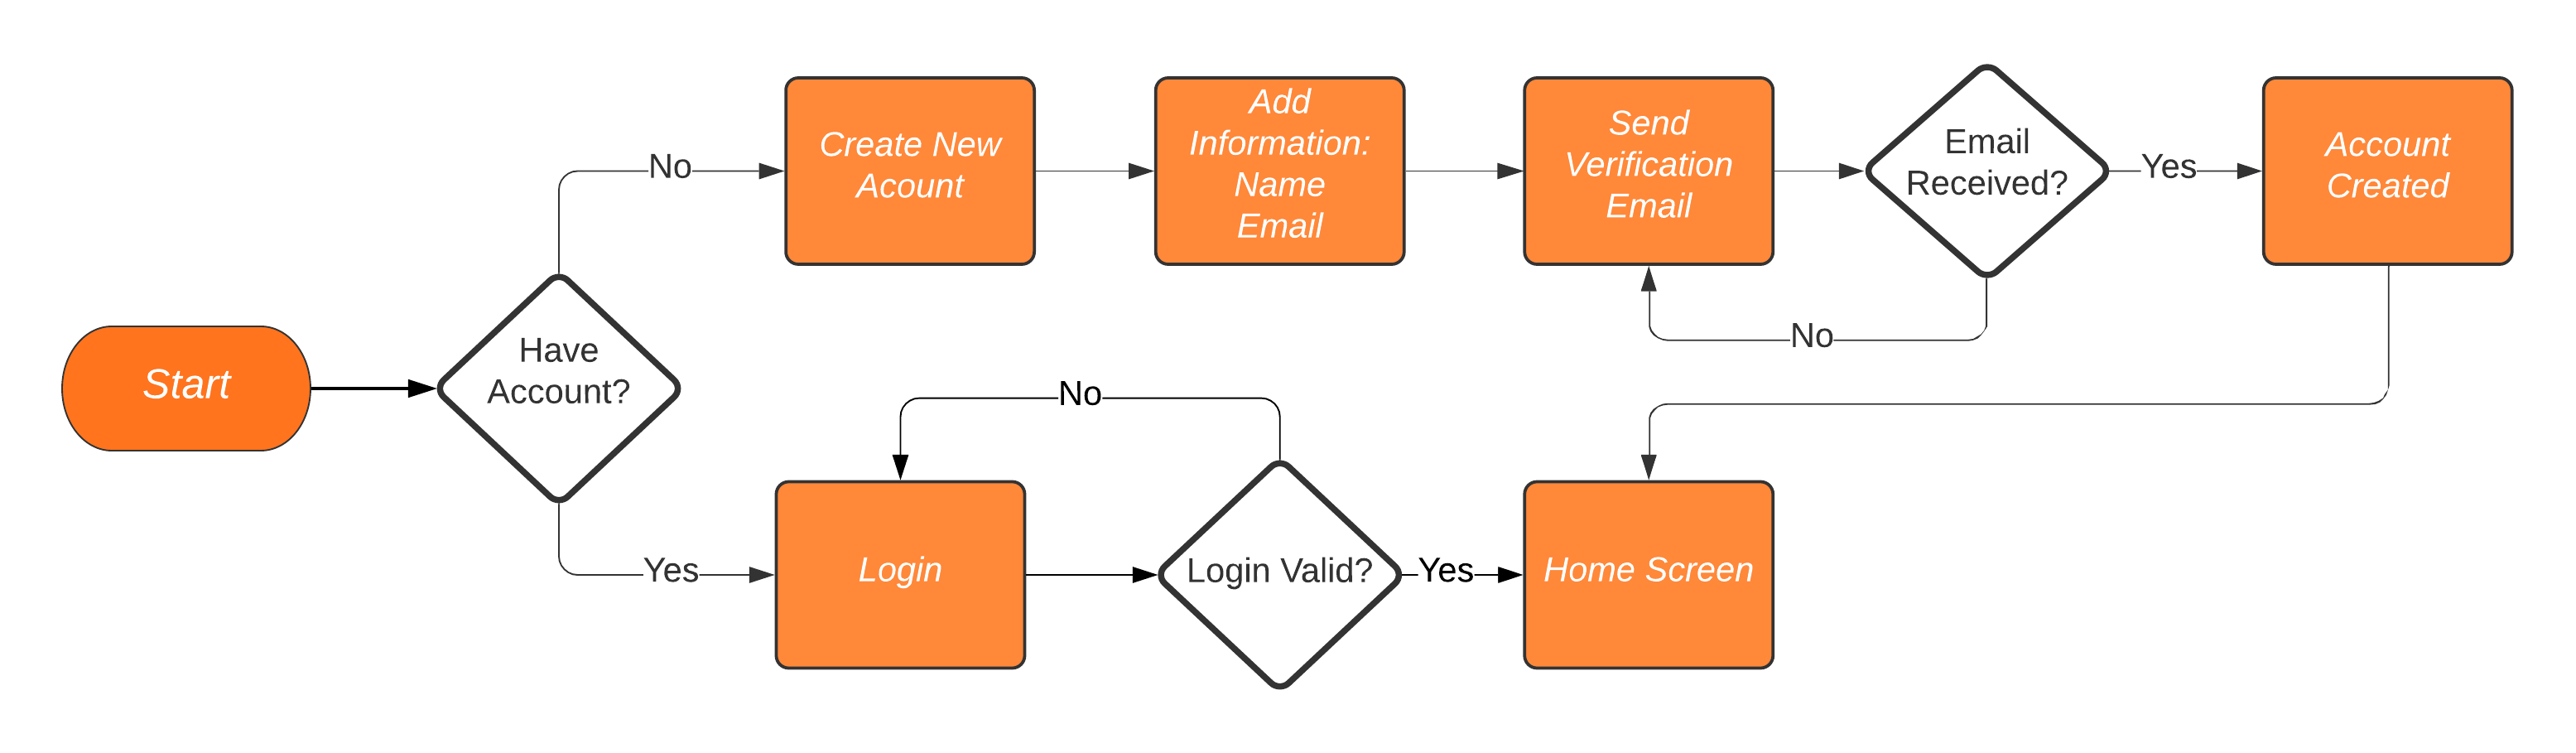 No
Create New
Acount
Add
Information:
Name
Email
Send
Verification
Email
Email
Received?
Yes
Account
Created
No
Start
Have
Account?
No
Yes
Login
Login Valid?
Yes
Home Screen